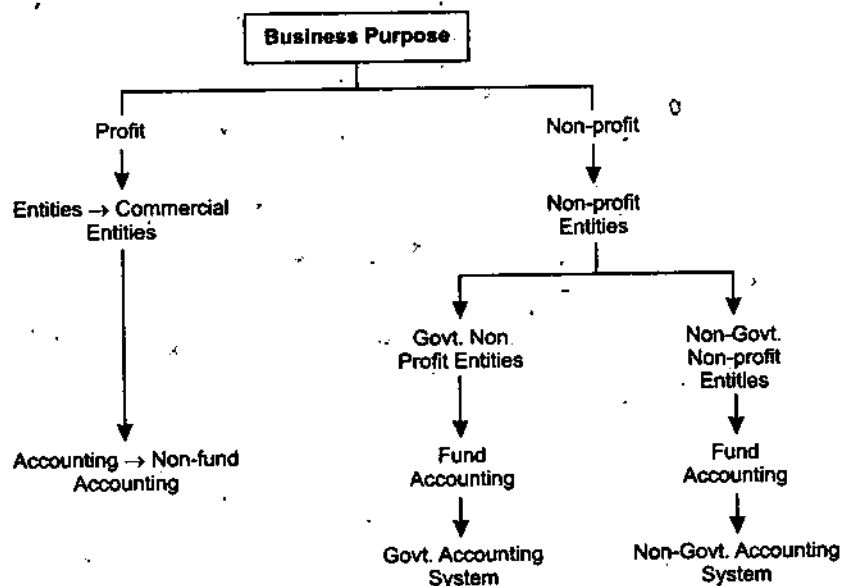 Business Purpose
Profit
Non-profit
Entities → Commercial
Entities
Non-profit
Entities
Govt. Non
Profit Entities
Non-Govt.
Non-profit
Entities
Accounting → Non-fund
Accounting
Fund
Accounting
Fund
Accounting
Govt. Accounting
System
Non-Govt. Accounting
System